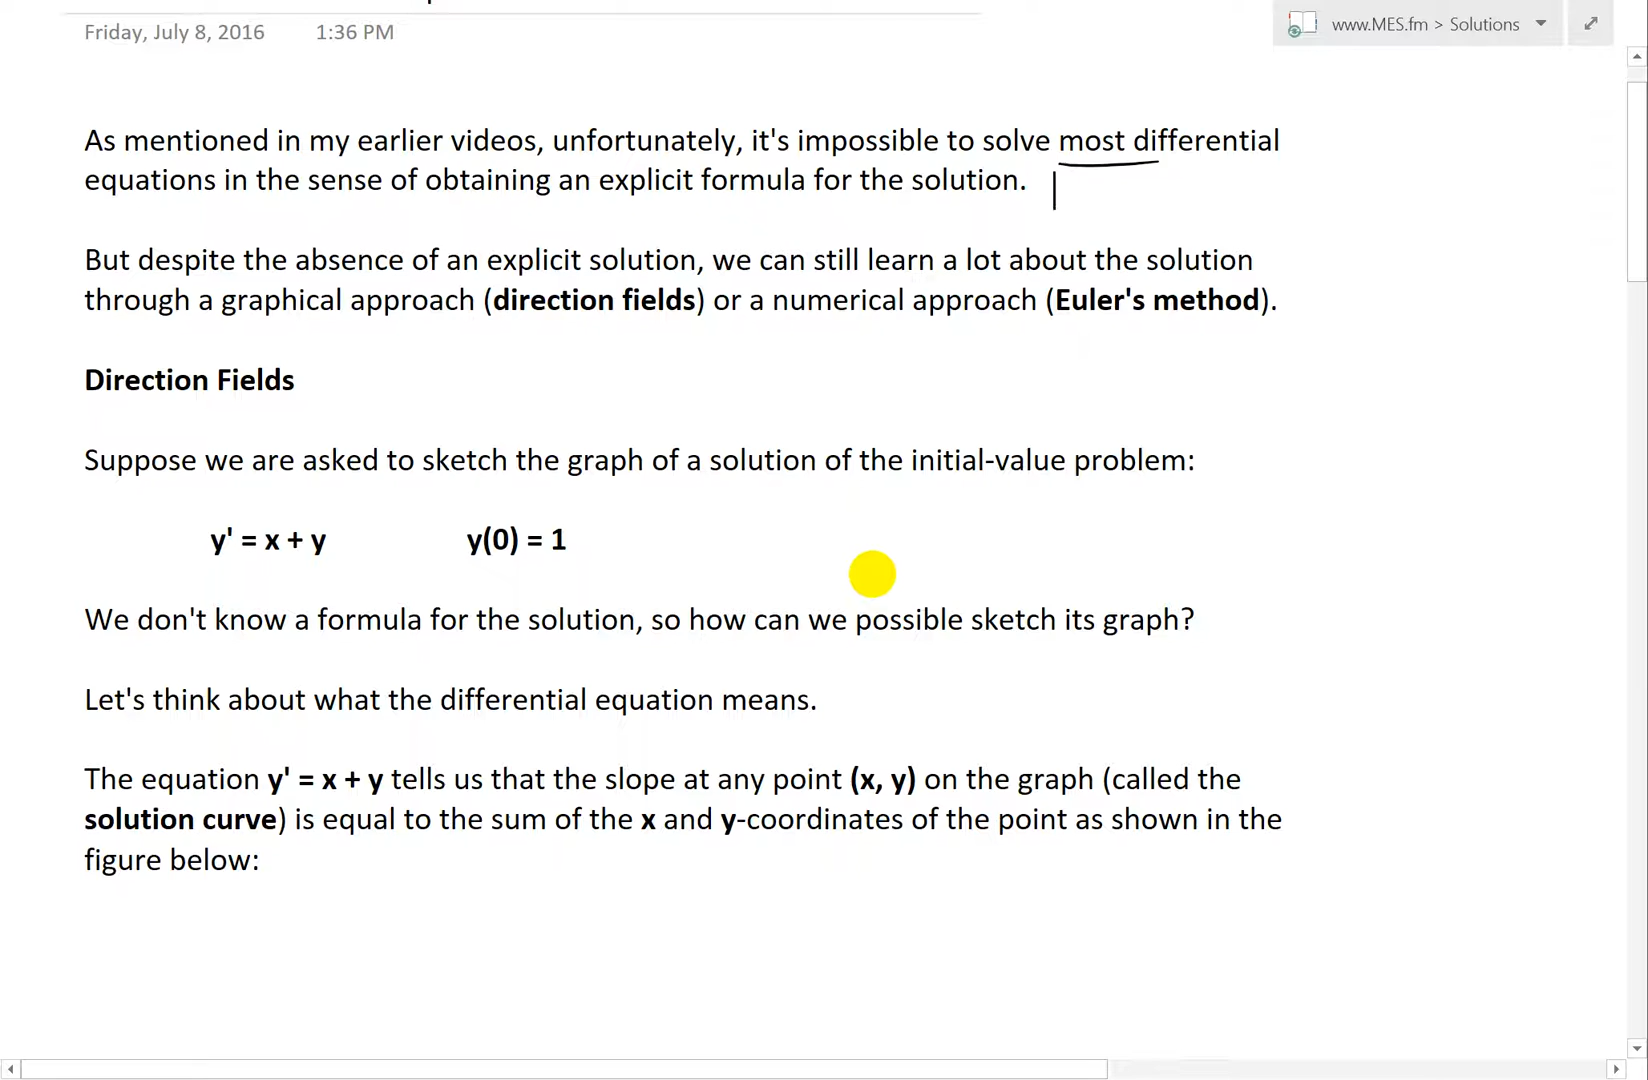 Friday, July 8, 2016 1:36 PM
www.MES.fm > Solutions
As mentioned in my earlier videos, unfortunately, it's impossible to solve most differential
equations in the sense of obtaining an explicit formula for the solution.
But despite the absence of an explicit solution, we can still learn a lot about the solution
through a graphical approach (direction fields) or a numerical approach (Euler's method).
Direction Fields
Suppose we are asked to sketch the graph of a solution of the initial-value problem:
y' = x + y y(0) = 1
We don't know a formula for the solution, so how can we possible sketch its graph?
Let's think about what the differential equation means.
The equation y' = x + y tells us that the slope at any point (x, y) on the graph (called the
solution curve) is equal to the sum of the x and y-coordinates of the point as shown in the
figure below: